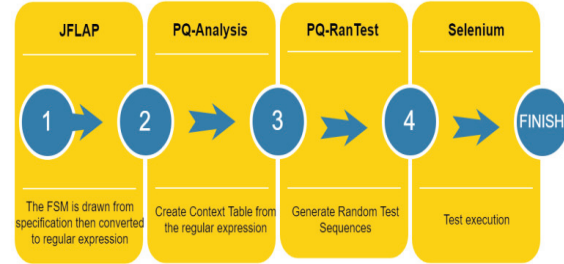 JFLAP
PQ-Analysis
PQ-RanTest
Selenium
1
2
3
4
FINISH
The FSM is drawn from
specification then converted
to regular expression
Create Context Table from
the regular expression
Generate Random Test
Sequences
Test execution